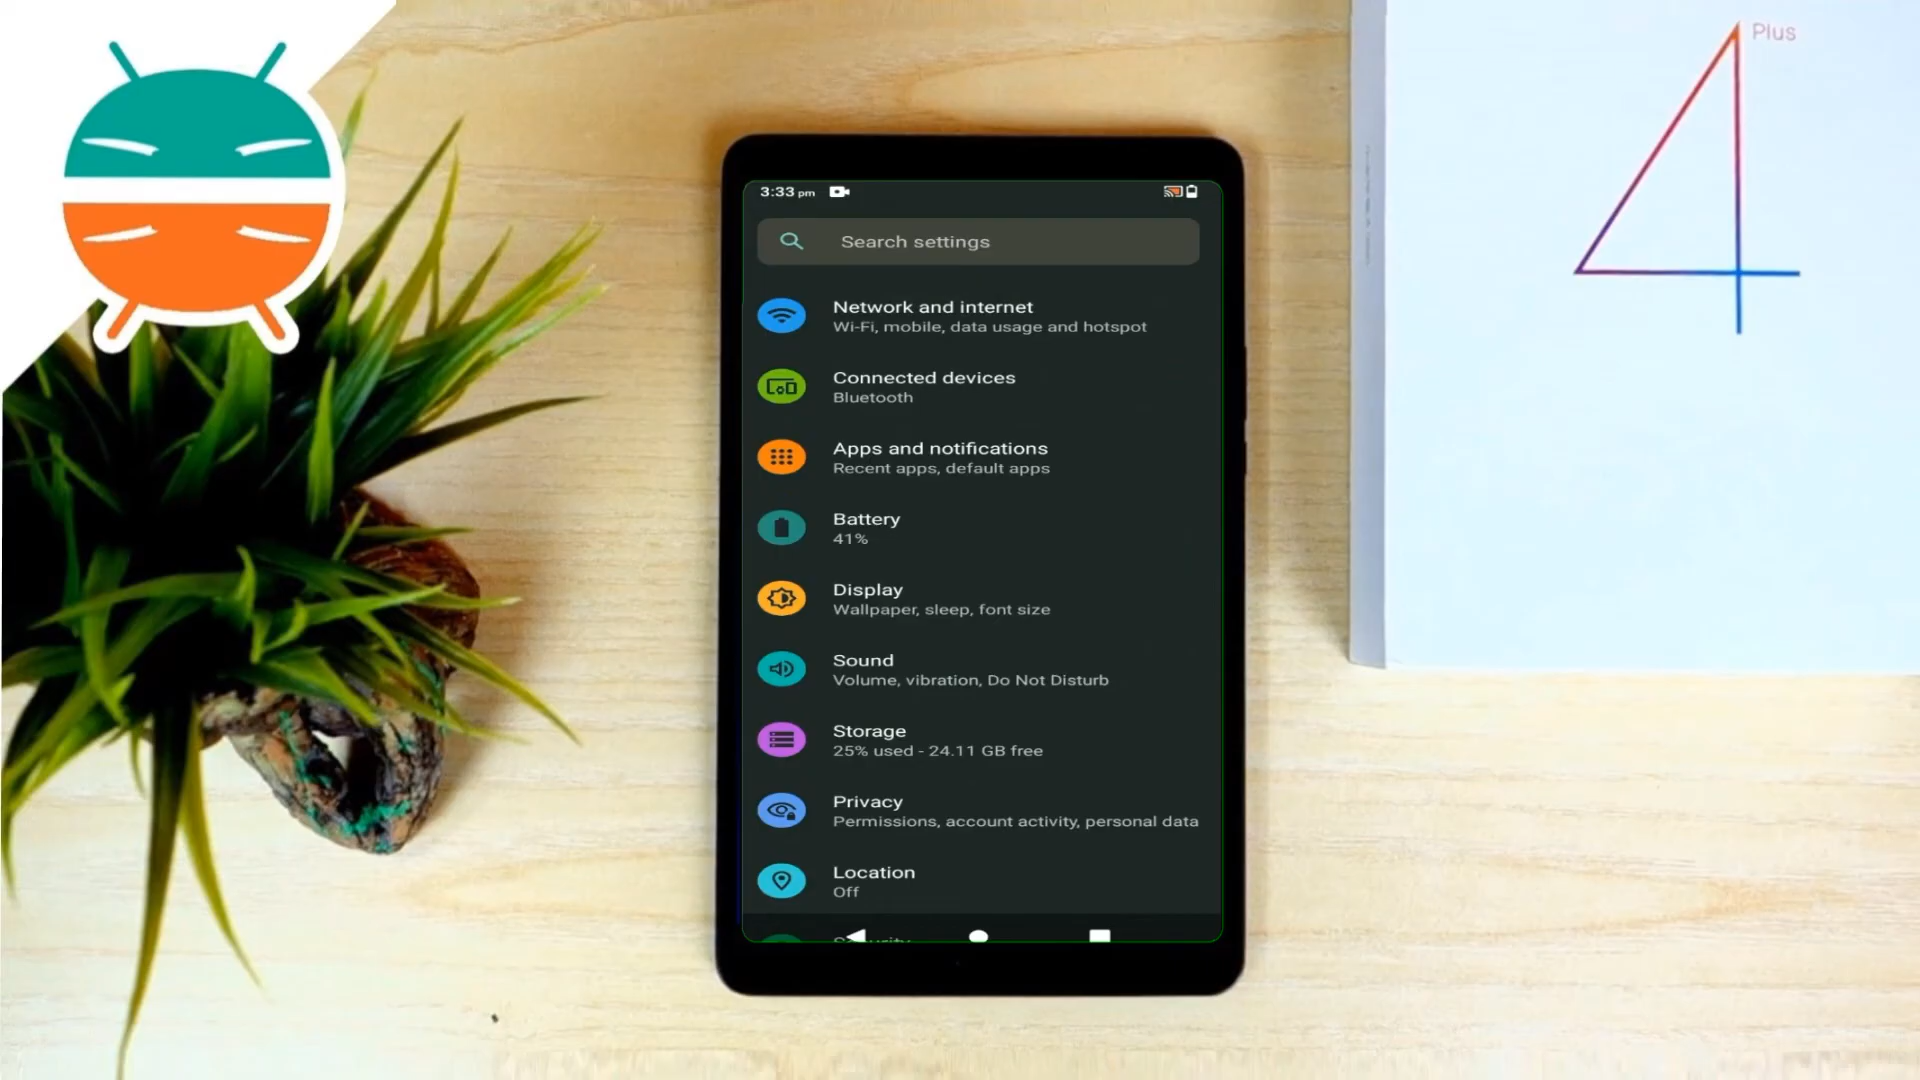 Plus
4
3:33 pm
Search settings
Network and internet
Wi-Fi, mobile, data usage and hotspot
Connected devices
Bluetooth
Apps and notifications
Recent apps, default apps
Battery
41%
Display
Wallpaper, sleep, font size
Sound
Volume, vibration, Do Not Disturb
Storage
25% used - 24.11 GB free
Privacy
Permissions, account activity, personal data
Location
Off